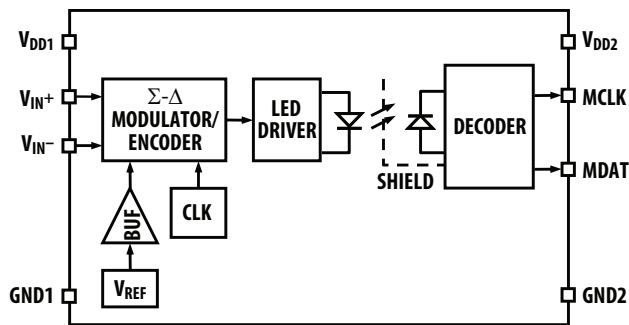 VDD1
VIN+
VIN−
GND1
Σ-Δ
MODULATOR/
ENCODER
BUF
VREF
CLK
LED
DRIVER
SHIELD
DECODER
VDD2
MCLK
MDAT
GND2